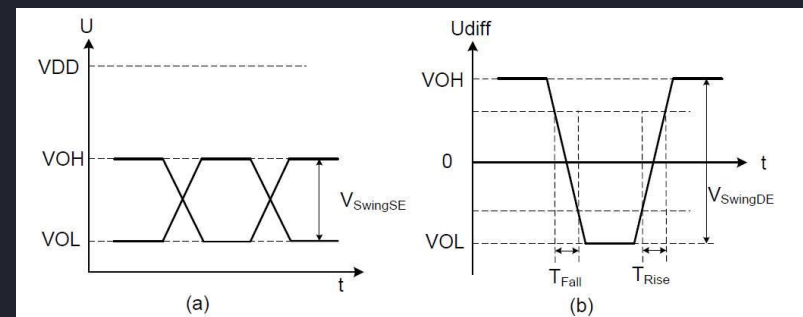 U
VDD
VOH
VOL
VSwingSE
t
(a)
Udiff
VOH
0
t
VOL
VSwingDE
TFall
TRise
(b)